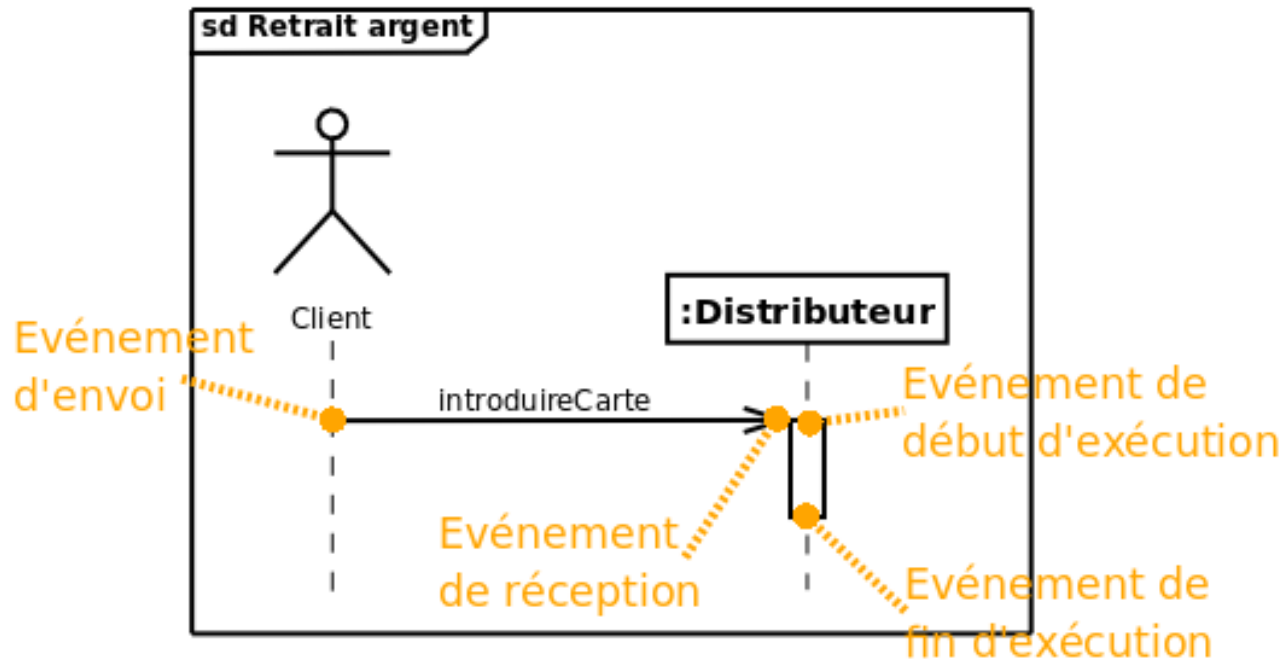 sd Retrait argent
Client
:Distributeur
Evénement
d'envoi
introduireCarte
Evénement de
début d'exécution
Evénement
de réception
Evénement de
fin d'exécution